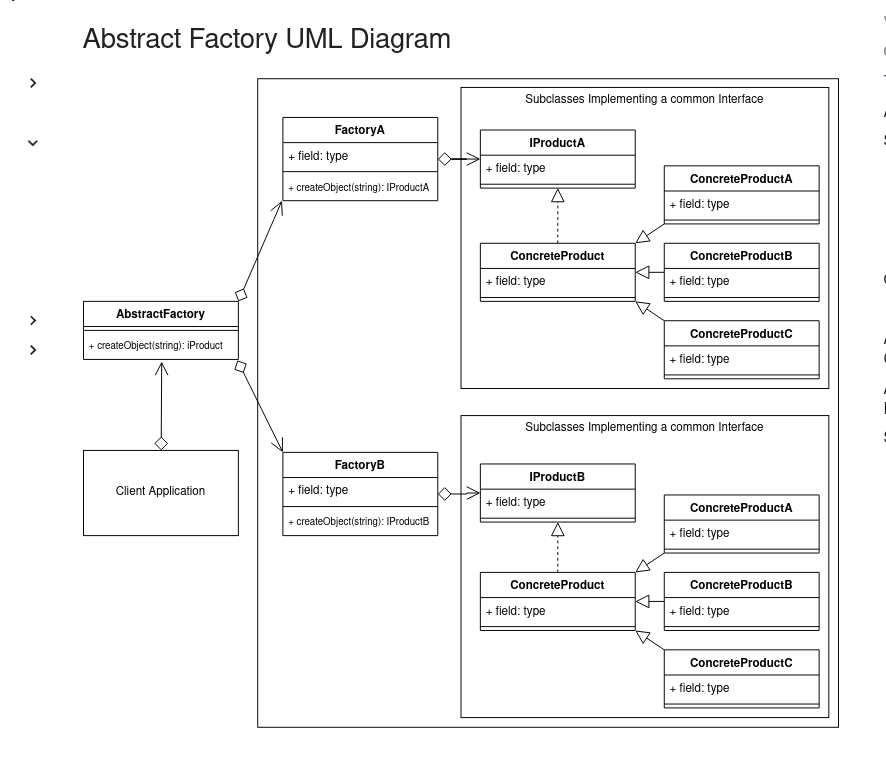 Abstract Factory UML Diagram
Subclasses Implementing a common Interface
FactoryA
+ field: type
+ createObject(string): IProductA
IProductA
+ field: type
ConcreteProductA
+ field: type
ConcreteProduct
+ field: type
ConcreteProductB
+ field: type
ConcreteProductC
+ field: type
AbstractFactory
+ createObject(string): iProduct
Client Application
Subclasses Implementing a common Interface
FactoryB
+ field: type
+ createObject(string): IProductB
IProductB
+ field: type
ConcreteProductA
+ field: type
ConcreteProduct
+ field: type
ConcreteProductB
+ field: type
ConcreteProductC
+ field: type